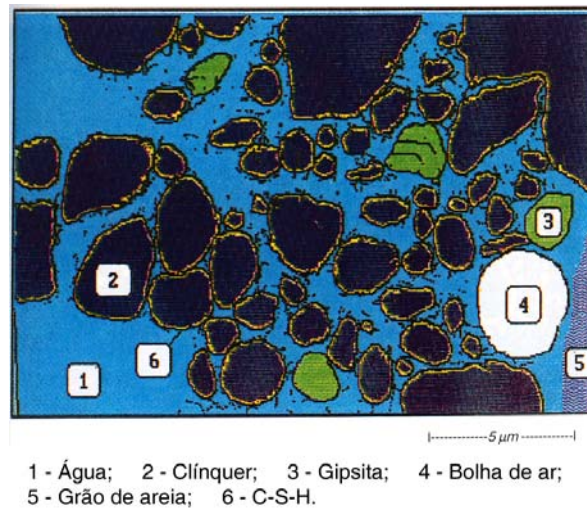 3
2
4
6
5
1
5 µm
1 - Água; 2 - Clínquer; 3 - Gipsita; 4 - Bolha de ar;
5 - Grão de areia; 6 - C-S-H.